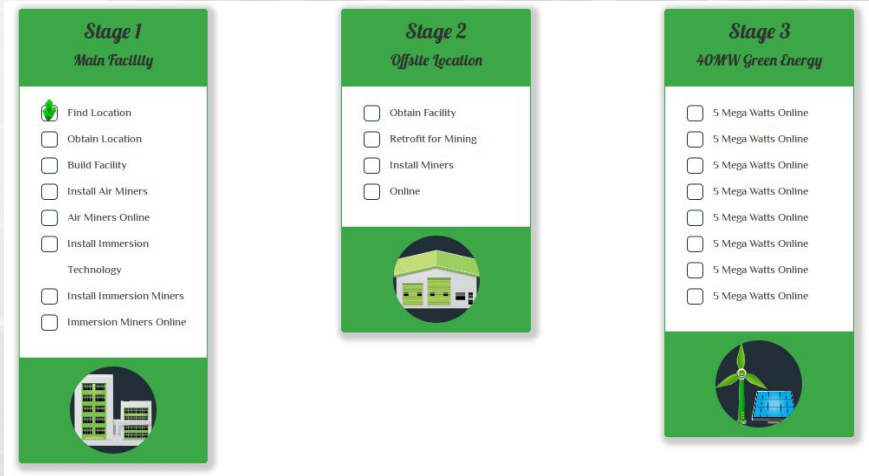 Stage 1
Main Facility
Find Location
Obtain Location
Build Facility
Install Air Miners
Air Miners Online
Install Immersion
Technology
Install Immersion Miners
Immersion Miners Online
Stage 2
Offsite Location
Obtain Facility
Retrofit for Mining
Install Miners
Online
Stage 3
40MW Green Energy
5 Mega Watts Online
5 Mega Watts Online
5 Mega Watts Online
5 Mega Watts Online
5 Mega Watts Online
5 Mega Watts Online
5 Mega Watts Online
5 Mega Watts Online